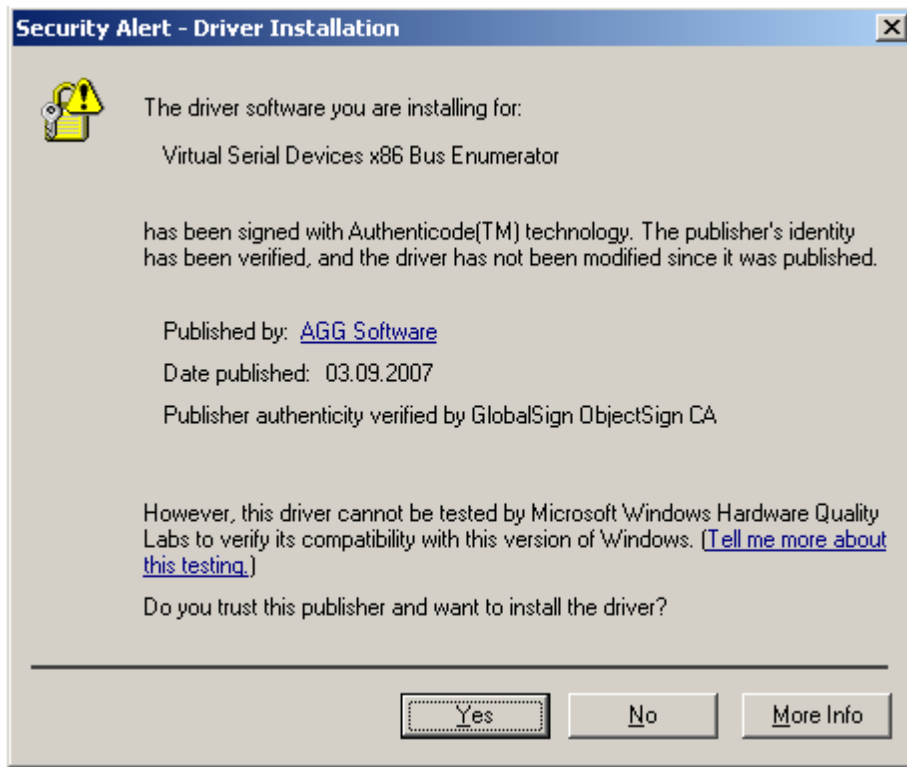 Security Alert - Driver Installation
The driver software you are installing for:
Virtual Serial Devices x86 Bus Enumerator
has been signed with Authenticode(TM) technology. The publisher's identity
has been verified, and the driver has not been modified since it was published.
Published by: AGG Software
Date published: 03.09.2007
Publisher authenticity verified by GlobalSign ObjectSign CA
However, this driver cannot be tested by Microsoft Windows Hardware Quality
Labs to verify its compatibility with this version of Windows. (Tell me more about
this testing.)
Do you trust this publisher and want to install the driver?
Yes No More Info